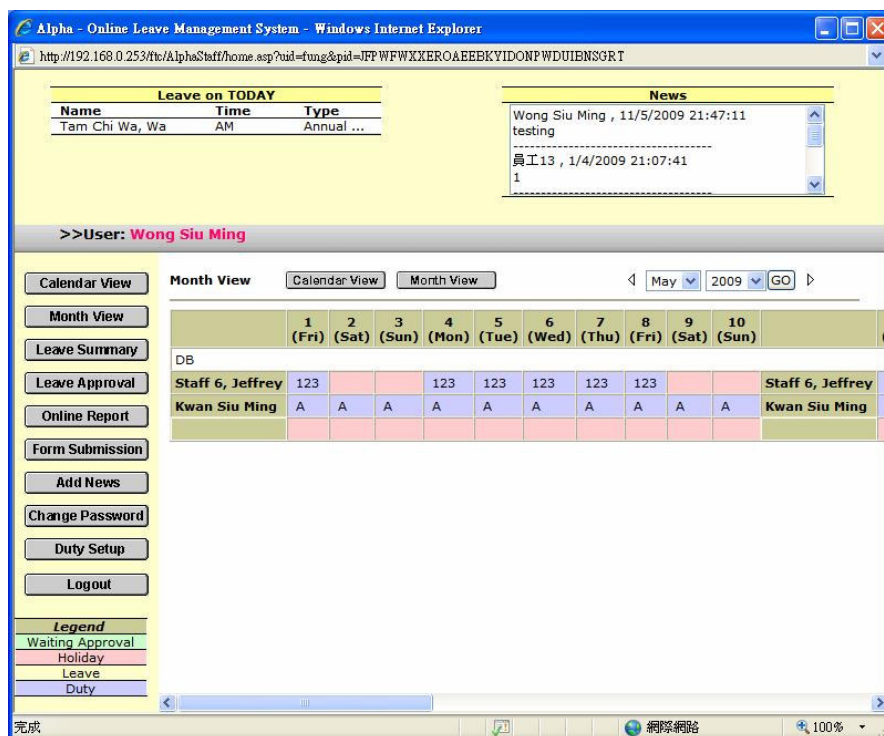 Alpha - Online Leave Management System - Windows Internet Explorer
http://192.168.0.253/ftc/AlphaStaff/home.asp?uid=fung&pid=JFPWFWXXEROAEEBKYIDONPWDUIBNSGRT
Leave on TODAY
Name Time Type
Tam Chi Wa, Wa AM Annual ...
News
Wong Siu Ming , 11/5/2009 21:47:11
testing
------------------------------------
員工13 , 1/4/2009 21:07:41
1
------------------------------------
>>User: Wong Siu Ming
Calendar View
Month View
Leave Summary
Leave Approval
Online Report
Form Submission
Add News
Change Password
Duty Setup
Logout
Legend
Waiting Approval
Holiday
Leave
Duty
Month View Calendar View Month View May 2009 GO
1 2 3 4 5 6 7 8 9 10
(Fri) (Sat) (Sun) (Mon) (Tue) (Wed) (Thu) (Fri) (Sat) (Sun)
DB
Staff 6, Jeffrey 123 123 123 123 123 123 Staff 6, Jeffrey
Kwan Siu Ming A A A A A A A A A A Kwan Siu Ming
完成 網際網路 100%